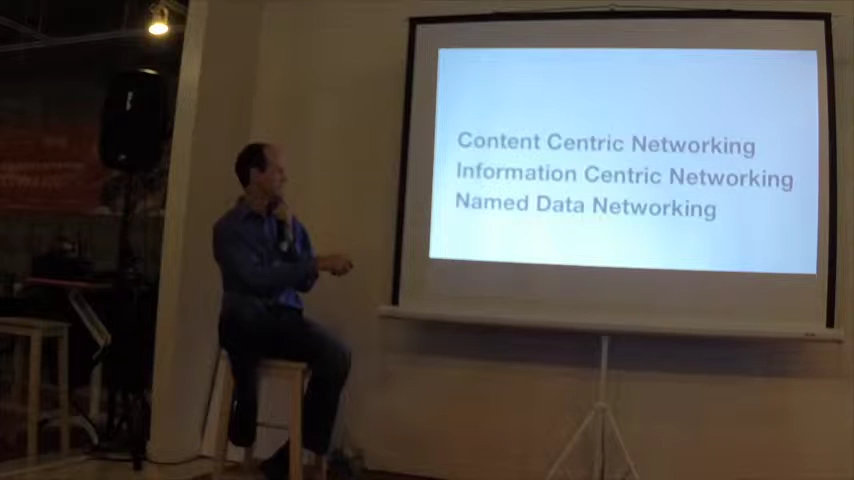 Content Centric Networking
Information Centric Networking
Named Data Networking